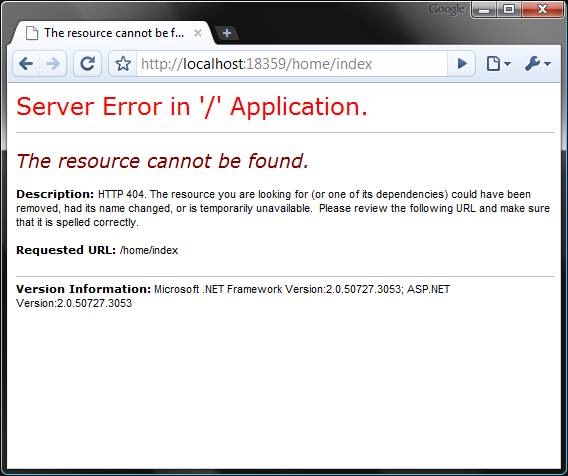 Google
The resource cannot be f...
http://localhost:18359/home/index
Server Error in '/' Application.
The resource cannot be found.
Description: HTTP 404. The resource you are looking for (or one of its dependencies) could have been
removed, had its name changed, or is temporarily unavailable.  Please review the following URL and make sure
that it is spelled correctly.
Requested URL: /home/index
Version Information: Microsoft .NET Framework Version:2.0.50727.3053; ASP.NET
Version:2.0.50727.3053